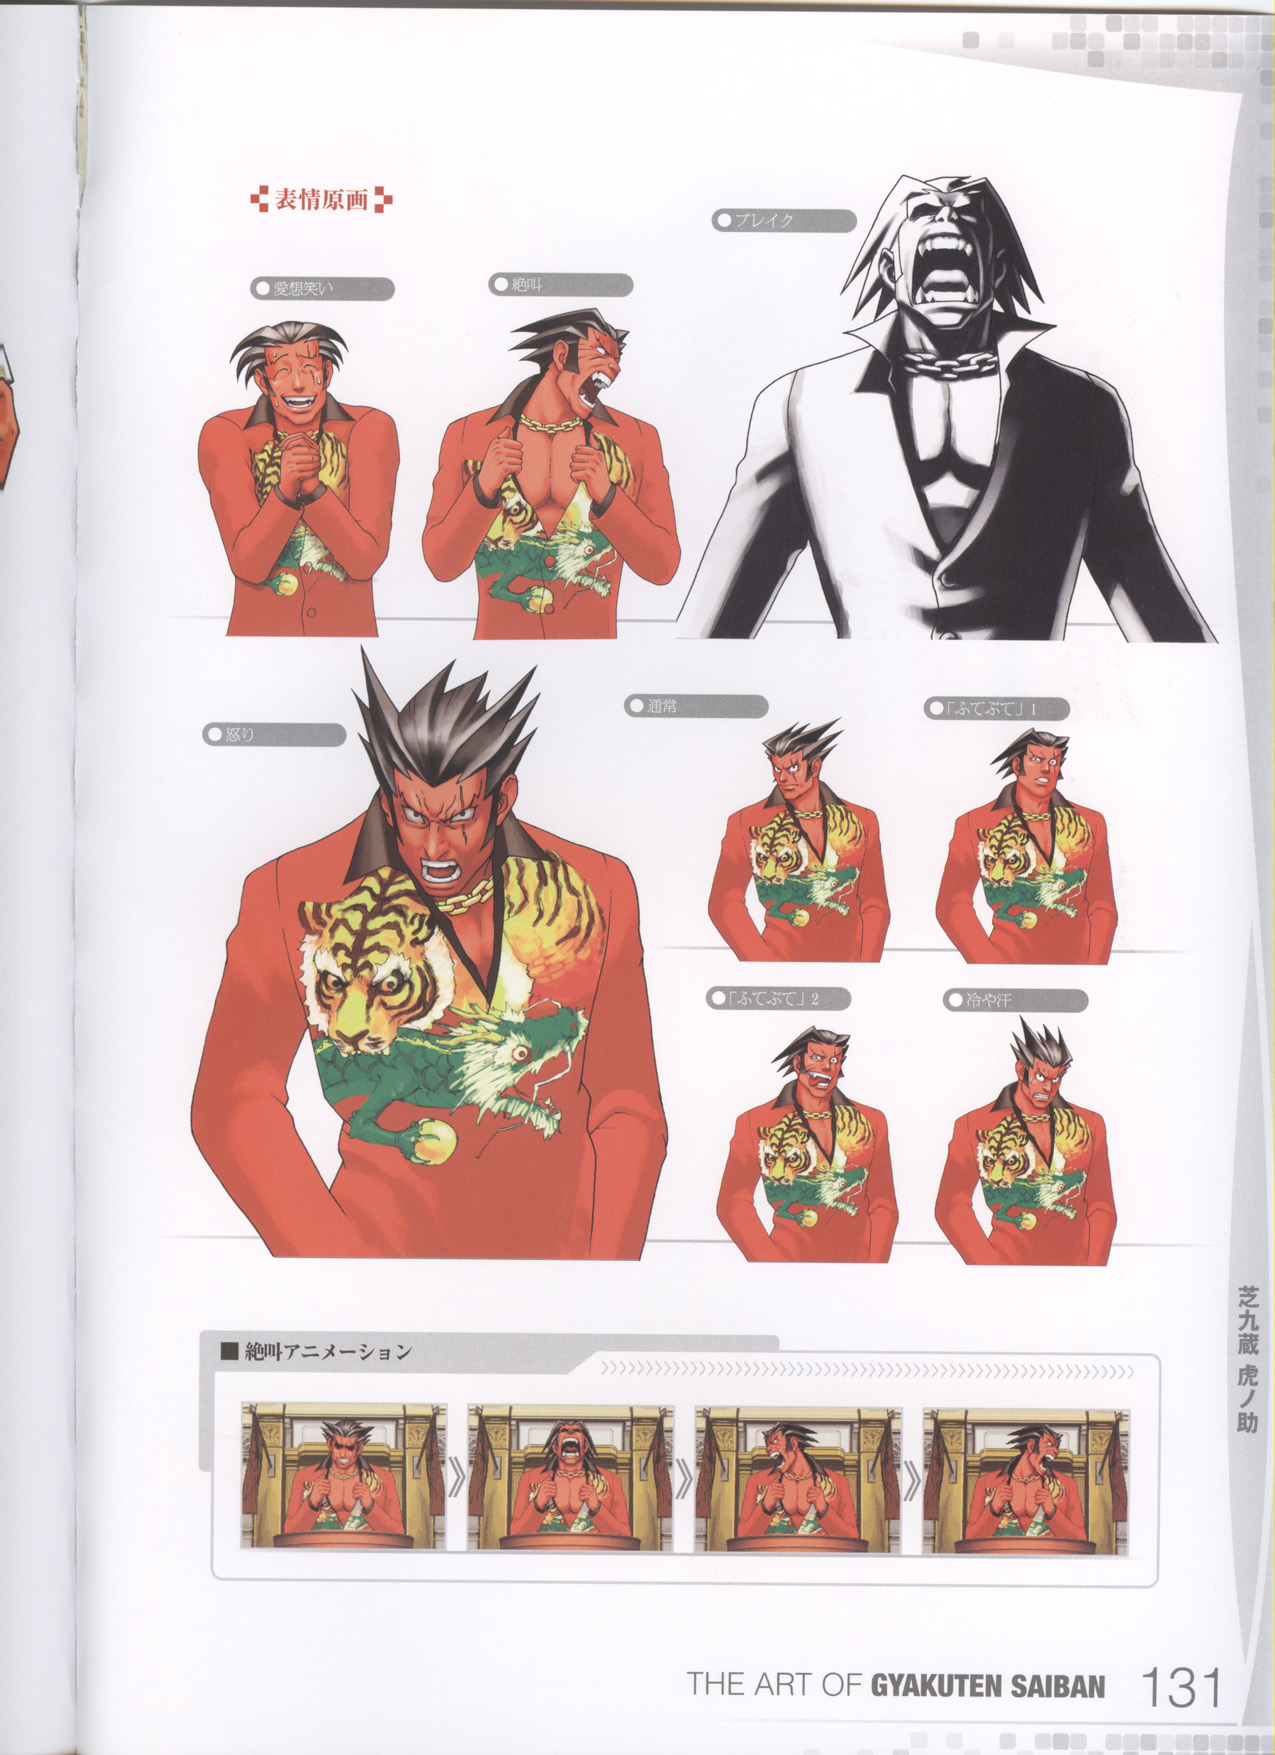 表情原画
ブレイク
愛想笑い
絶叫
怒り
通常
「ふてぶて」1
「ふてぶて」2
冷や汗
芝九蔵 虎ノ助
■ 絶叫アニメーション
THE ART OF GYAKUTEN SAIBAN 131